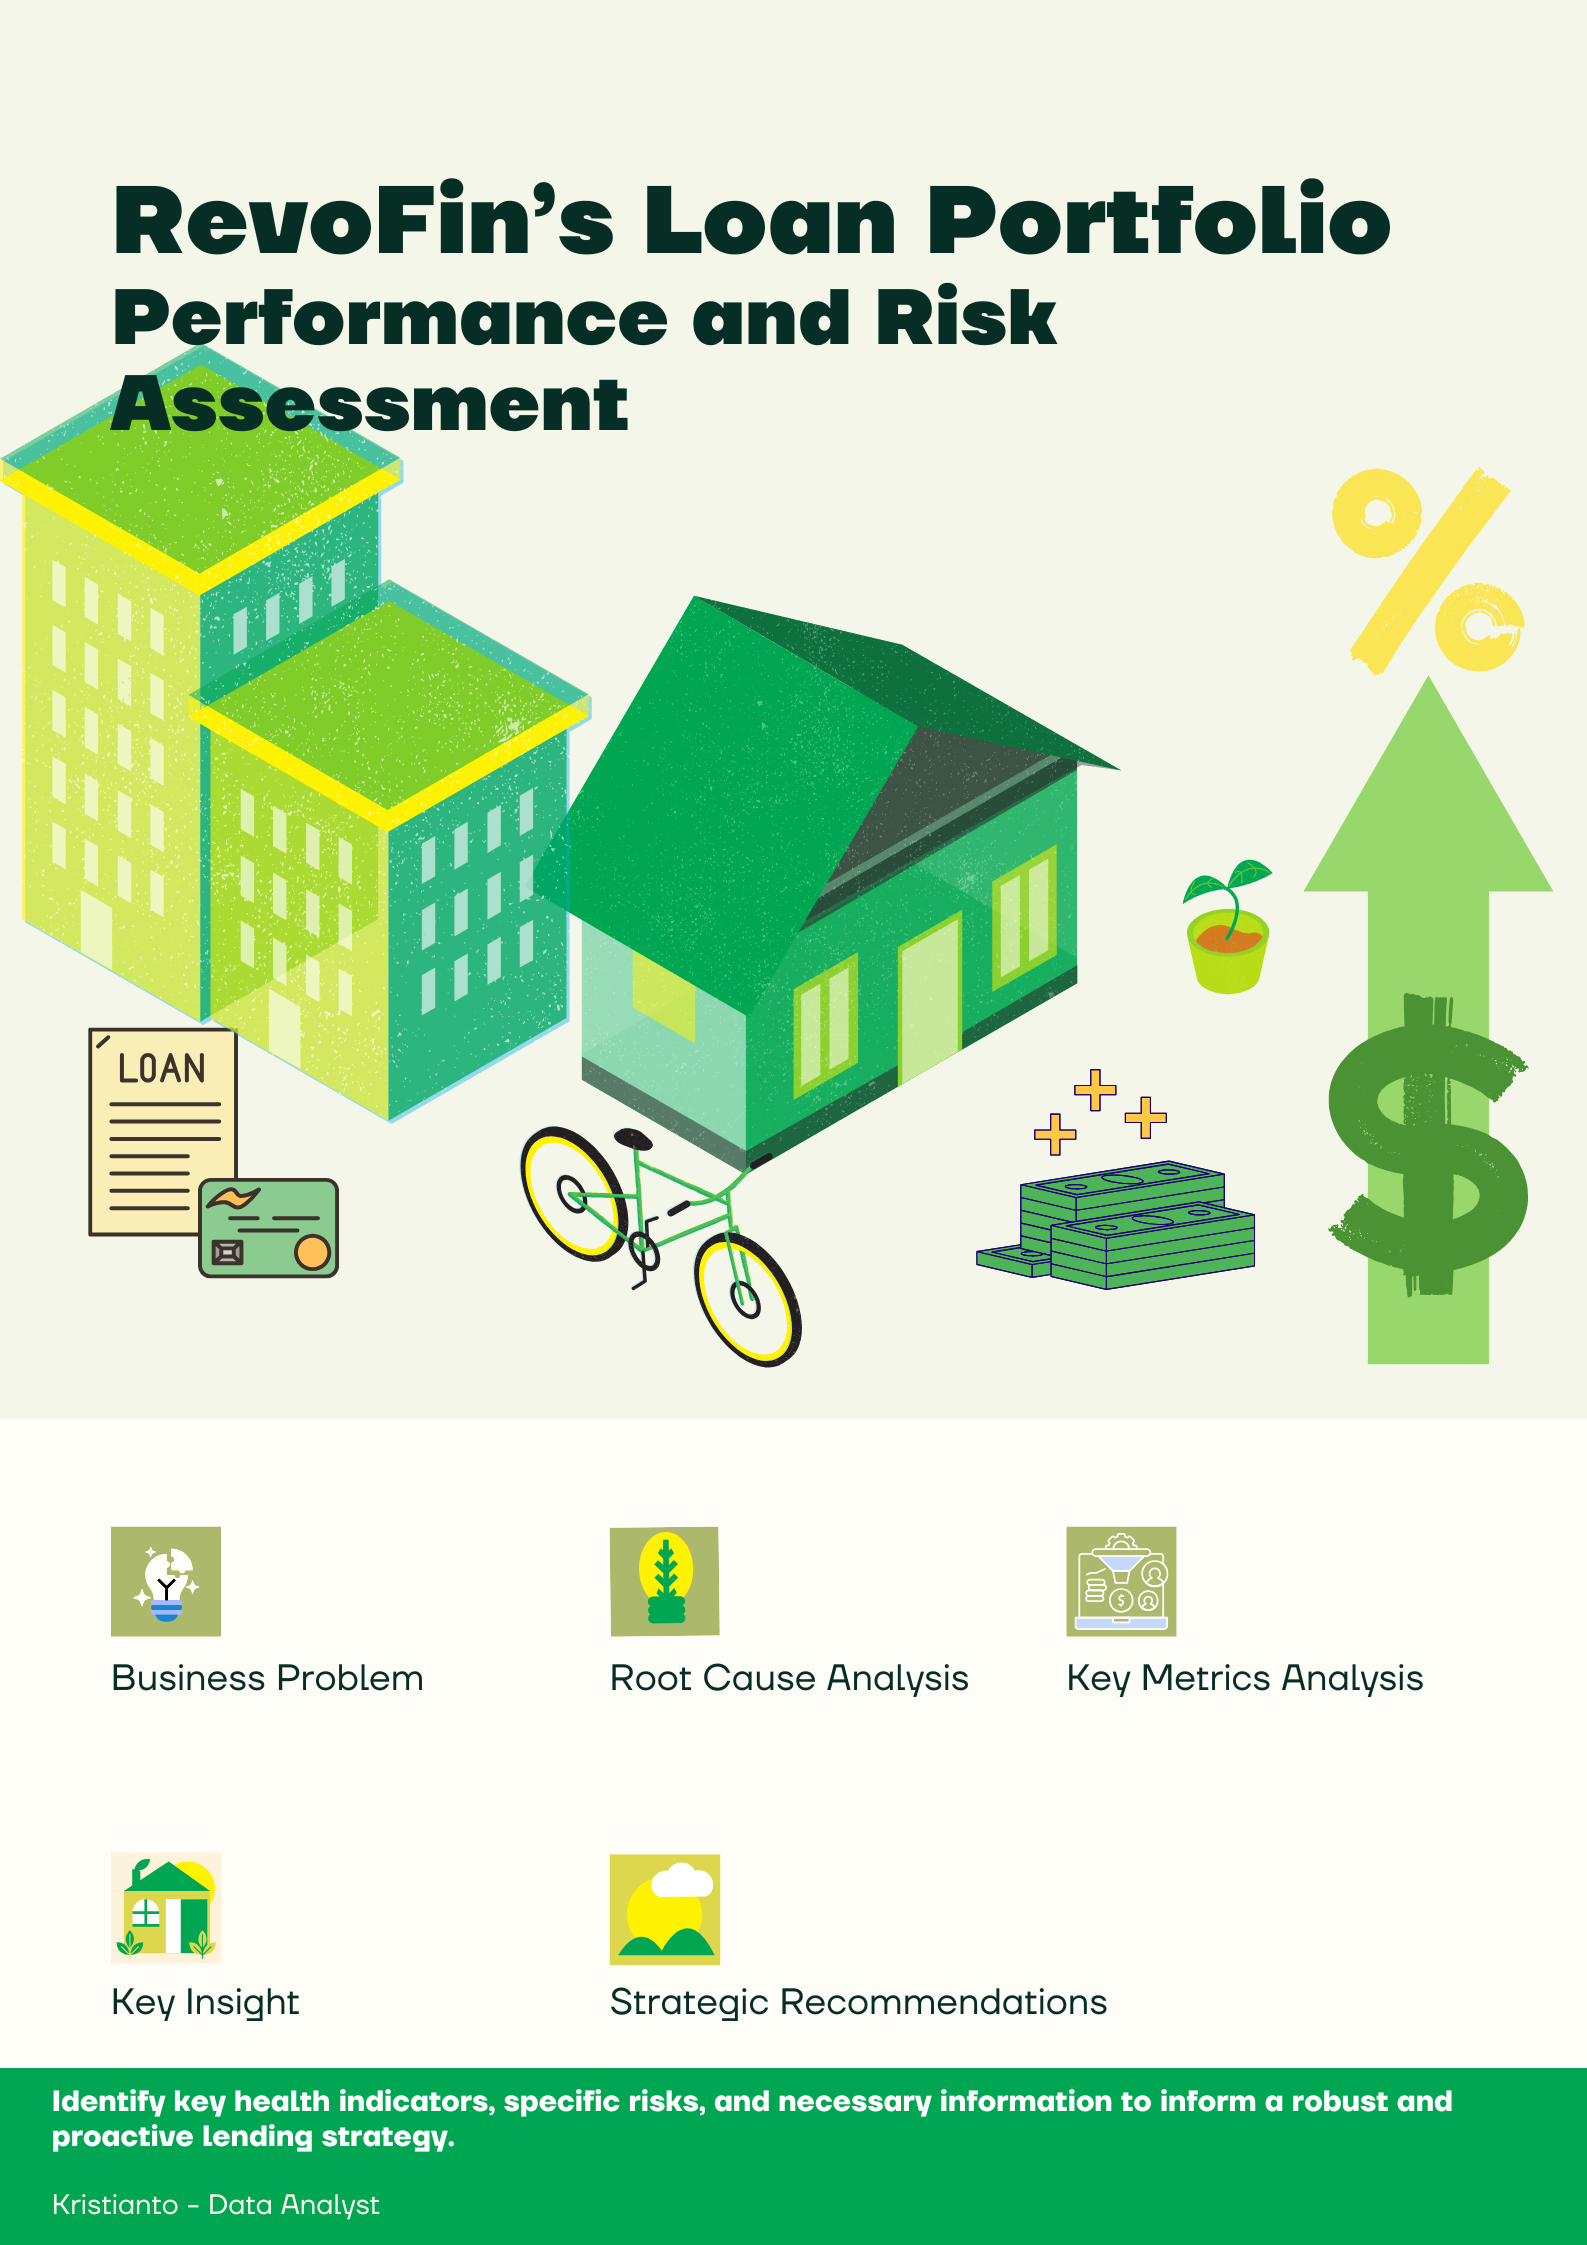 RevoFin’s Loan Portfolio
Performance and Risk
Assessment
LOAN
Business Problem
Root Cause Analysis
Key Metrics Analysis
Key Insight
Strategic Recommendations
Identify key health indicators, specific risks, and necessary information to inform a robust and
proactive lending strategy.
Kristianto - Data Analyst